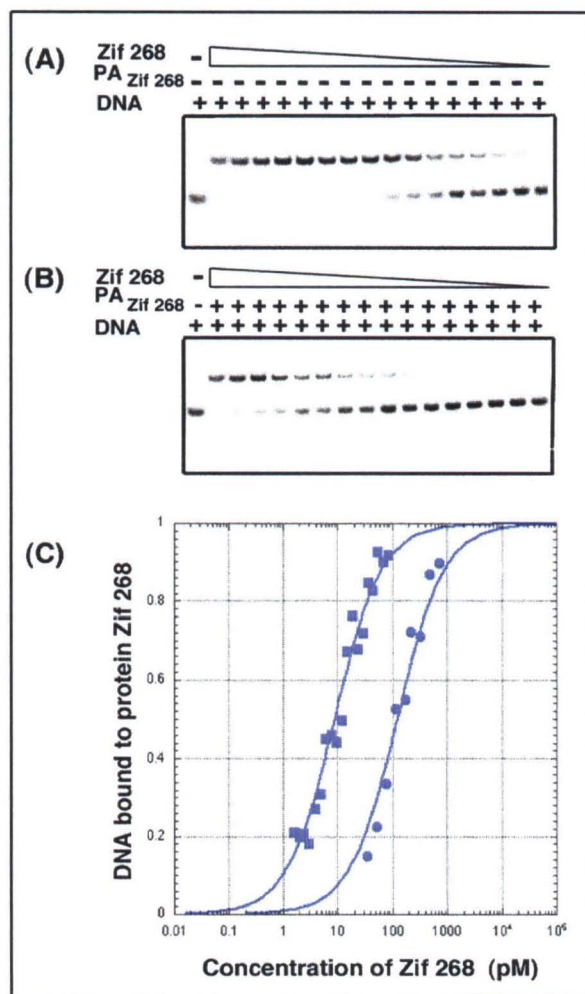 (A) Zif 268 -
PA Zif 268 - - - - - - - - - - - - - - - - -
DNA + + + + + + + + + + + + + + + + +
(B) Zif 268 -
PA Zif 268 - + + + + + + + + + + + + + + + +
DNA + + + + + + + + + + + + + + + + +
(C)
DNA bound to protein Zif 268
1
0.8
0.6
0.4
0.2
0
0.01 0.1 1 10 100 1000 10⁴ 10⁵
Concentration of Zif 268 (pM)